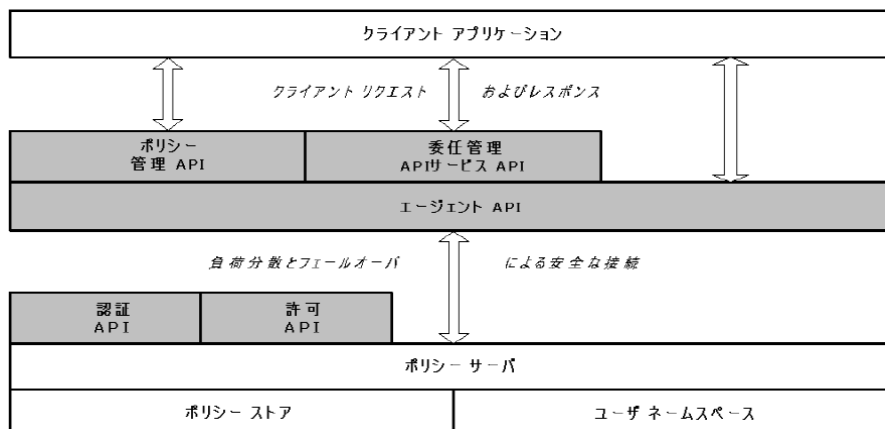 クライアント アプリケーション
クライアント リクエスト および レスポンス
ポリシー
管理 API
委任管理
APIサービス API
エージェント API
負荷分散とフェールオーバ による安全な接続
認証
API
許可
API
ポリシー サーバ
ポリシー ストア
ユーザ ネームスペース